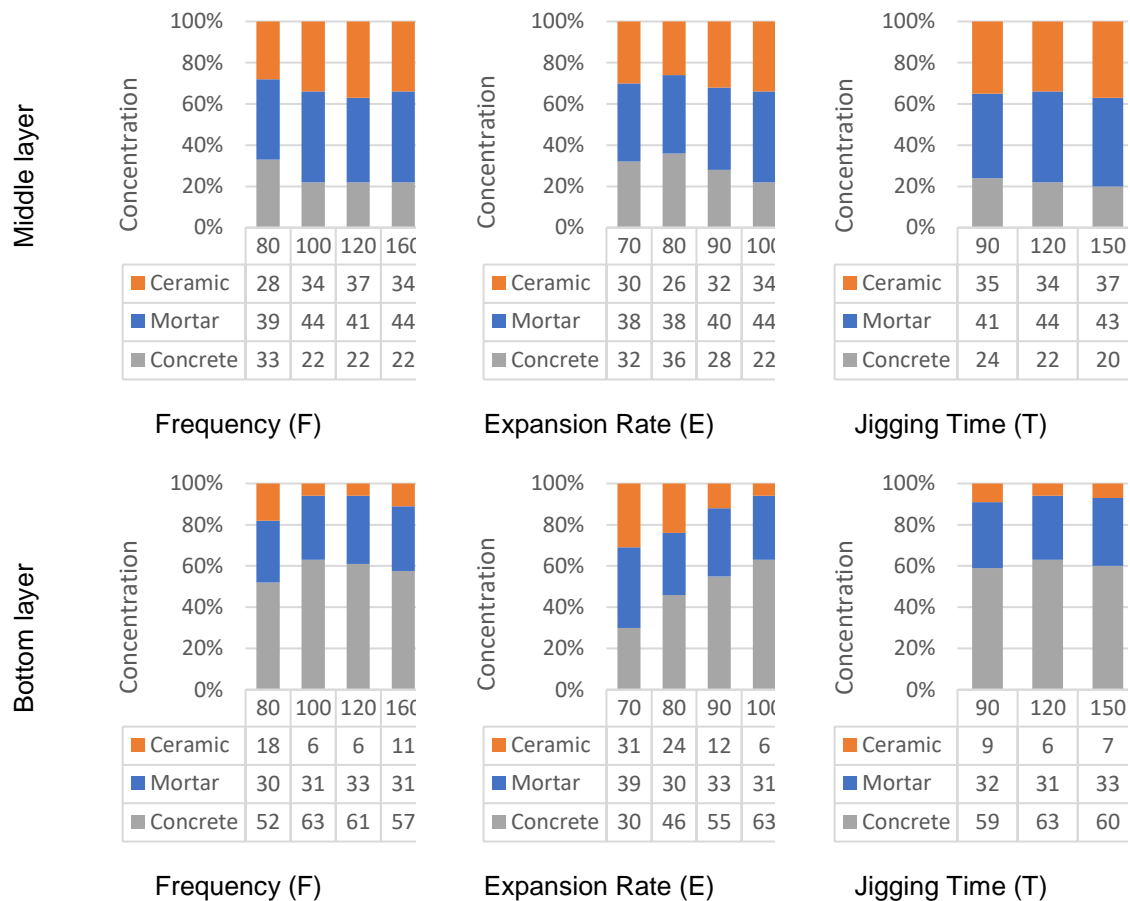 Middle layer
Concentration
100%
80%
60%
40%
20%
0%
80 100 120 160
Ceramic 28 34 37 34
Mortar 39 44 41 44
Concrete 33 22 22 22
Frequency (F)
Concentration
100%
80%
60%
40%
20%
0%
70 80 90 100
Ceramic 30 26 32 34
Mortar 38 38 40 44
Concrete 32 36 28 22
Expansion Rate (E)
Concentration
100%
80%
60%
40%
20%
0%
90 120 150
Ceramic 35 34 37
Mortar 41 44 43
Concrete 24 22 20
Jigging Time (T)
Bottom layer
Concentration
100%
80%
60%
40%
20%
0%
80 100 120 160
Ceramic 18 6 6 11
Mortar 30 31 33 31
Concrete 52 63 61 57
Frequency (F)
Concentration
100%
80%
60%
40%
20%
0%
70 80 90 100
Ceramic 31 24 12 6
Mortar 39 30 33 31
Concrete 30 46 55 63
Expansion Rate (E)
Concentration
100%
80%
60%
40%
20%
0%
90 120 150
Ceramic 9 6 7
Mortar 32 31 33
Concrete 59 63 60
Jigging Time (T)